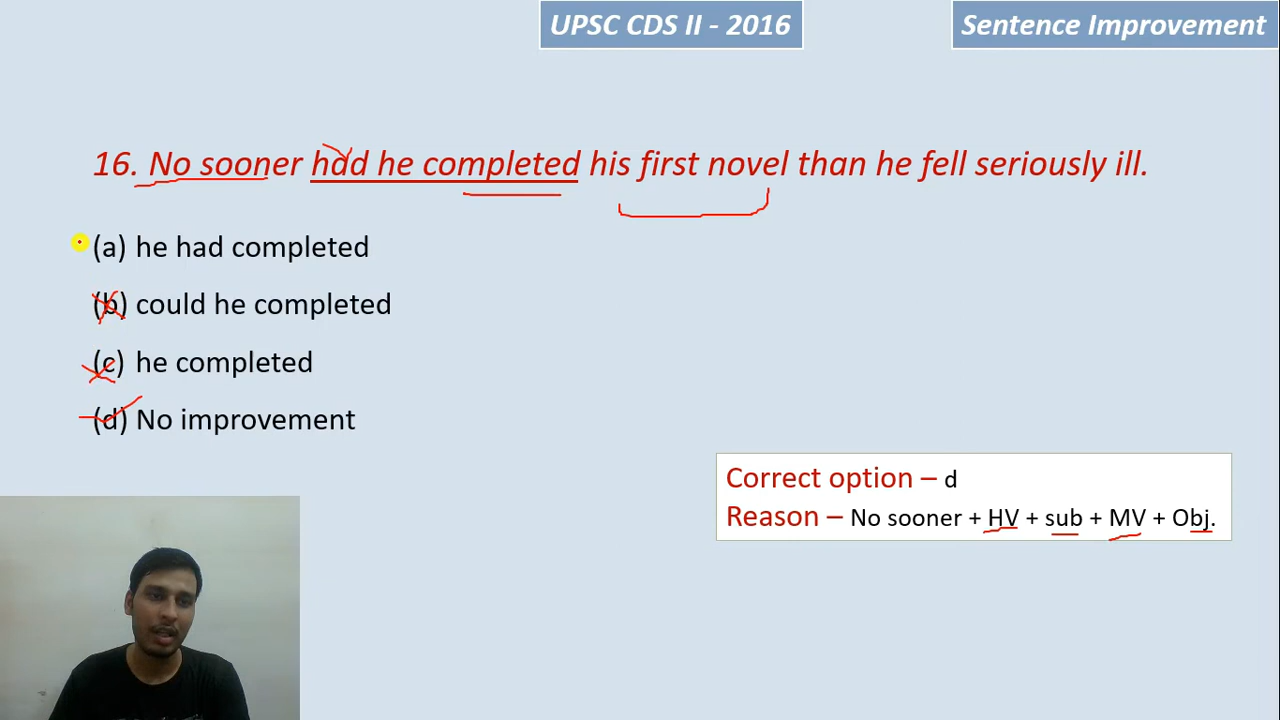 UPSC CDS II - 2016
Sentence Improvement
16. No sooner had he completed his first novel than he fell seriously ill.
(a) he had completed
(b) could he completed
(c) he completed
(d) No improvement
Correct option – d
Reason – No sooner + HV + sub + MV + Obj.